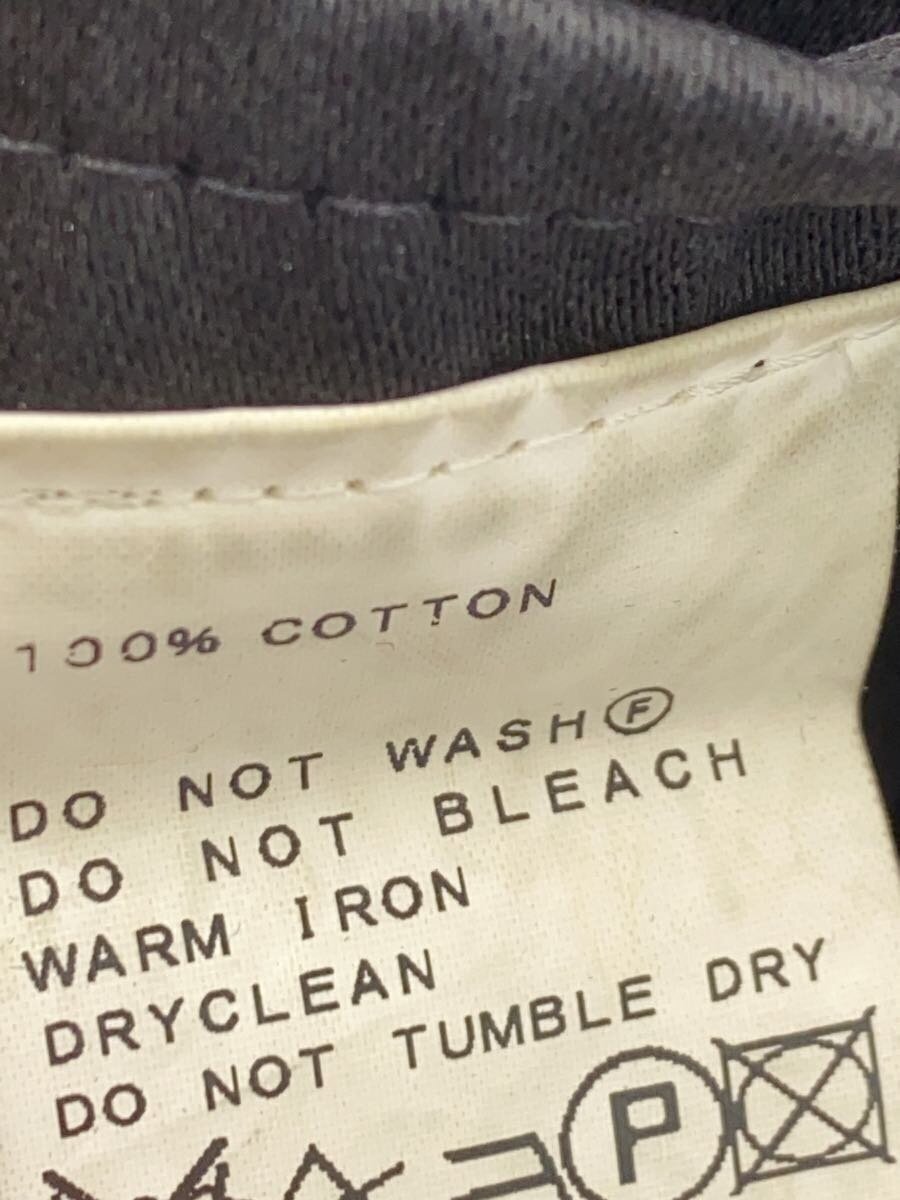 100% COTTON
DO NOT WASH Ⓕ
DO NOT BLEACH
WARM IRON
DRYCLEAN
DO NOT TUMBLE DRY
P